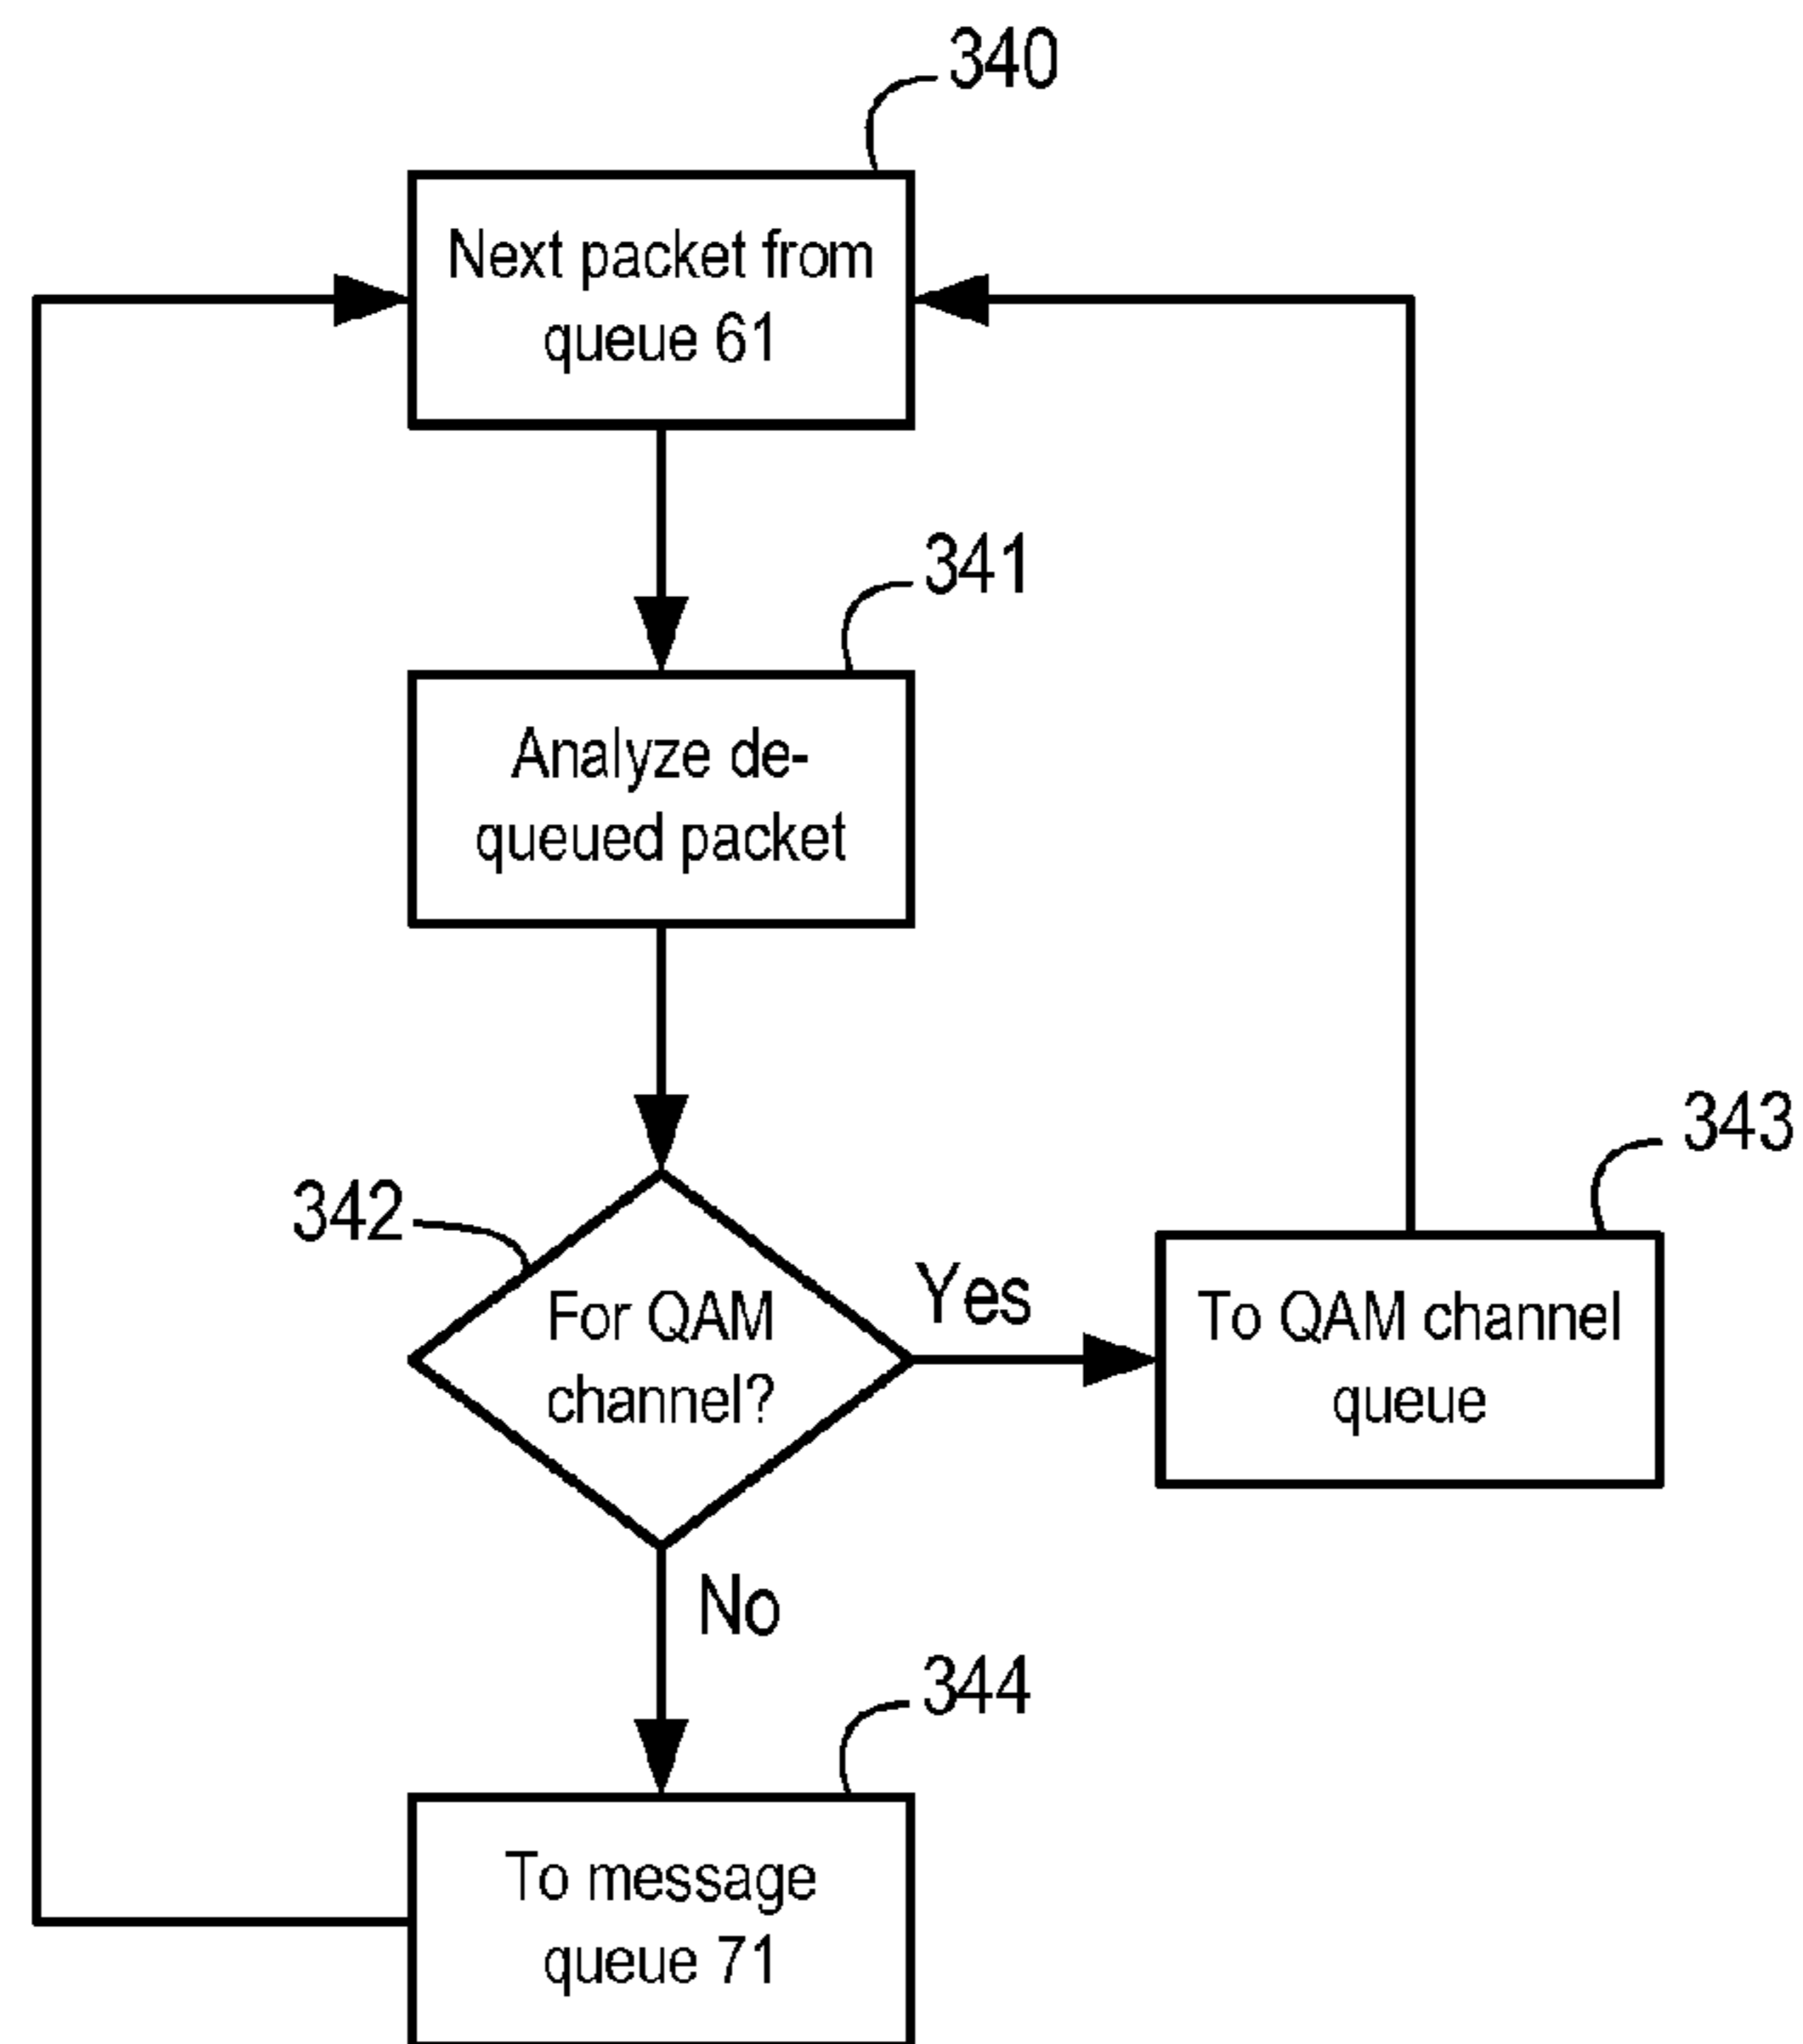 340
Next packet from
queue 61
341
Analyze de-
queued packet
342
For QAM
channel?
Yes
343
To QAM channel
queue
No
344
To message
queue 71